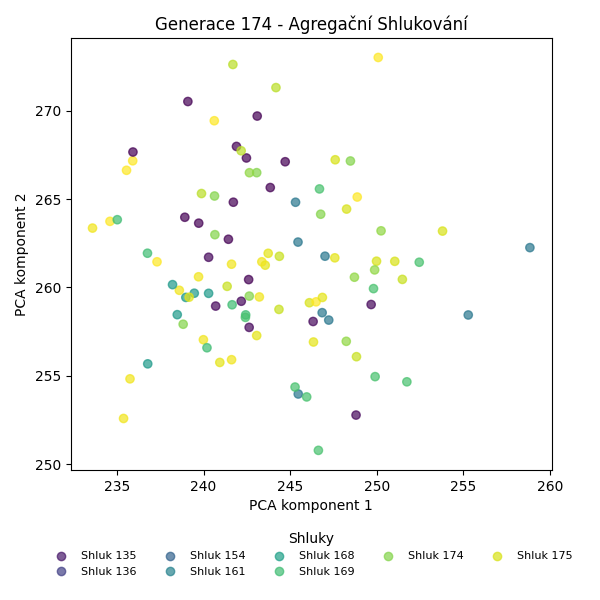 Generace 174 - Agregační Shlukování
270
265
260
255
250
PCA komponent 2
235 240 245 250 255 260
PCA komponent 1
Shluky
Shluk 135 Shluk 154 Shluk 168 Shluk 174 Shluk 175
Shluk 136 Shluk 161 Shluk 169